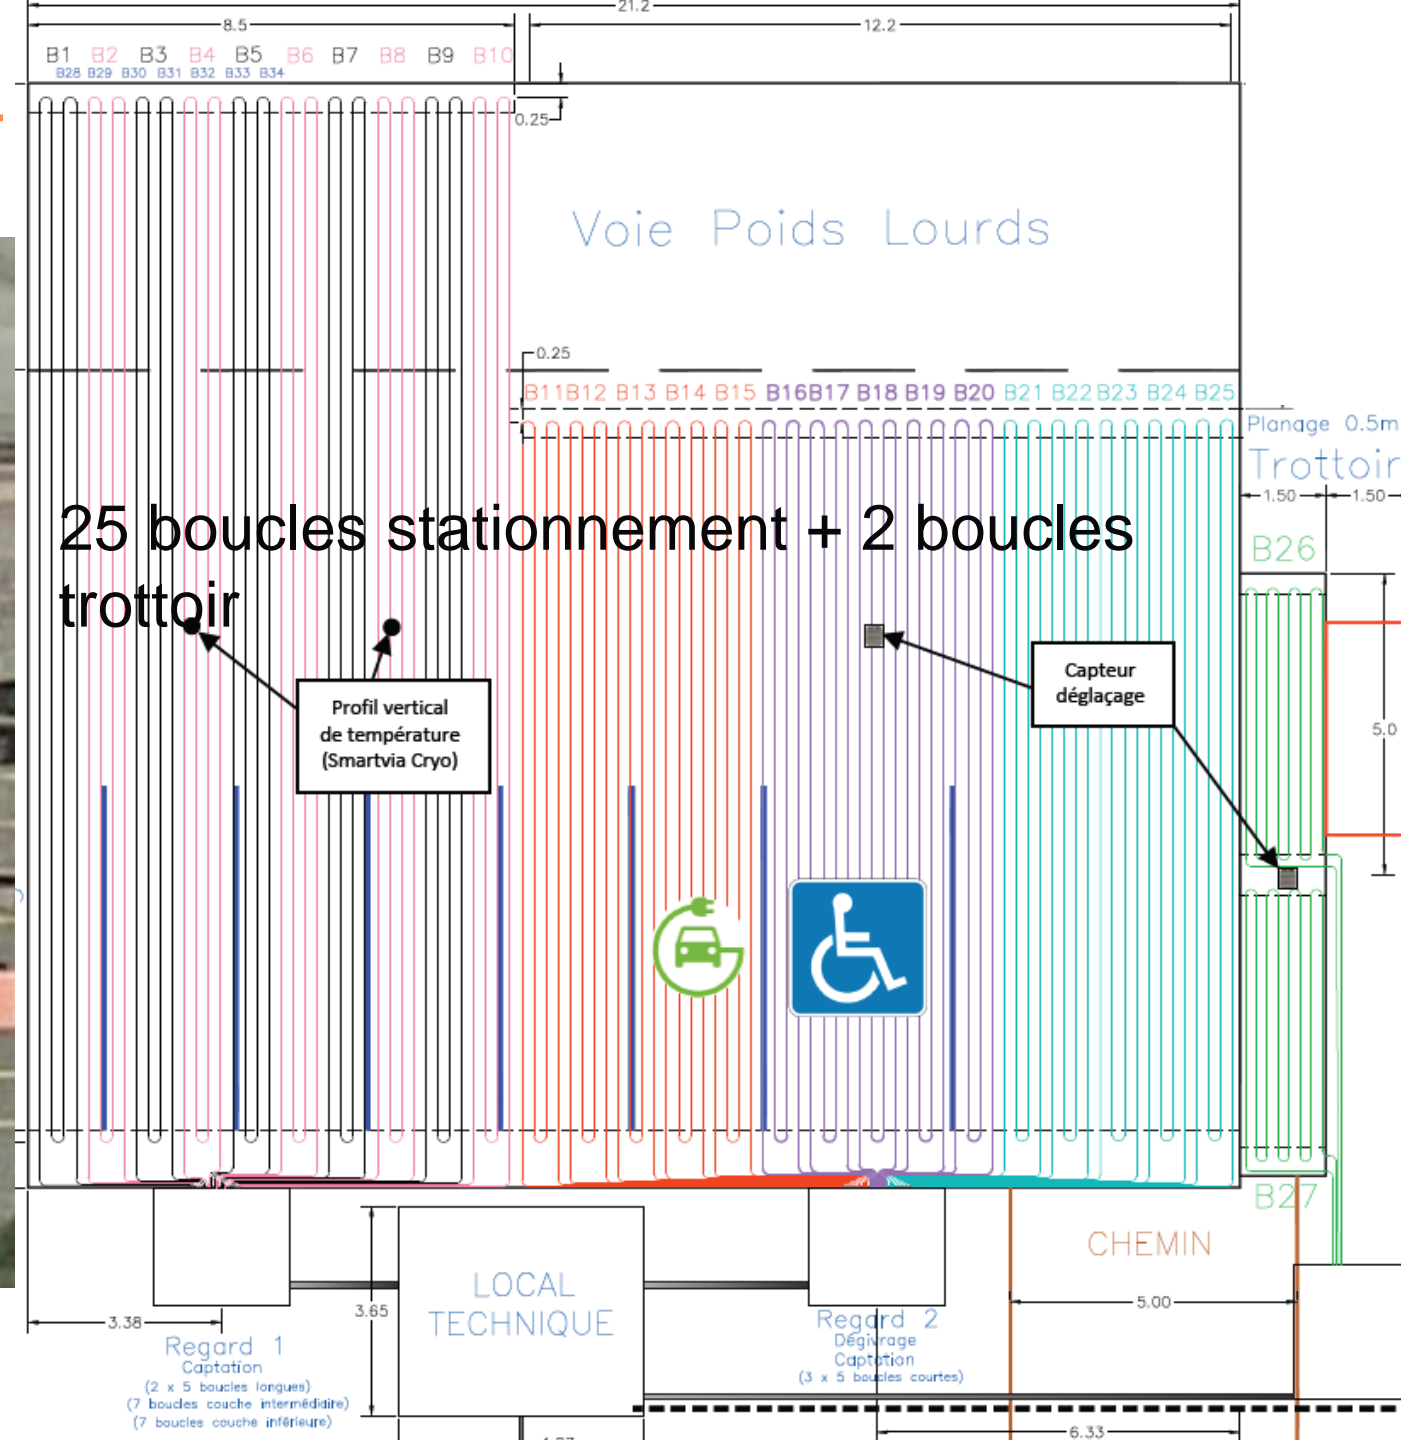 21.2
8.5
12.2
B1 B2 B3 B4 B5 B6 B7 B8 B9 B10
B28 B29 B30 B31 B32 B33 B34
0.25
Voie Poids Lourds
0.25
B11 B12 B13 B14 B15 B16 B17 B18 B19 B20 B21 B22 B23 B24 B25
Planage 0.5m
Trottoir
1.50 1.50
25 boucles stationnement + 2 boucles
trottoir
B26
Capteur
déglaçage
Profil vertical
de température
(Smartvia Cryo)
5.0
B27
CHEMIN
LOCAL
TECHNIQUE
3.65
5.00
3.38
Regard 1
Captation
(2 x 5 boucles longues)
(7 boucles couche intermédiaire)
(7 boucles couche inférieure)
Regard 2
Dégivrage
Captation
(3 x 5 boucles courtes)
6.33